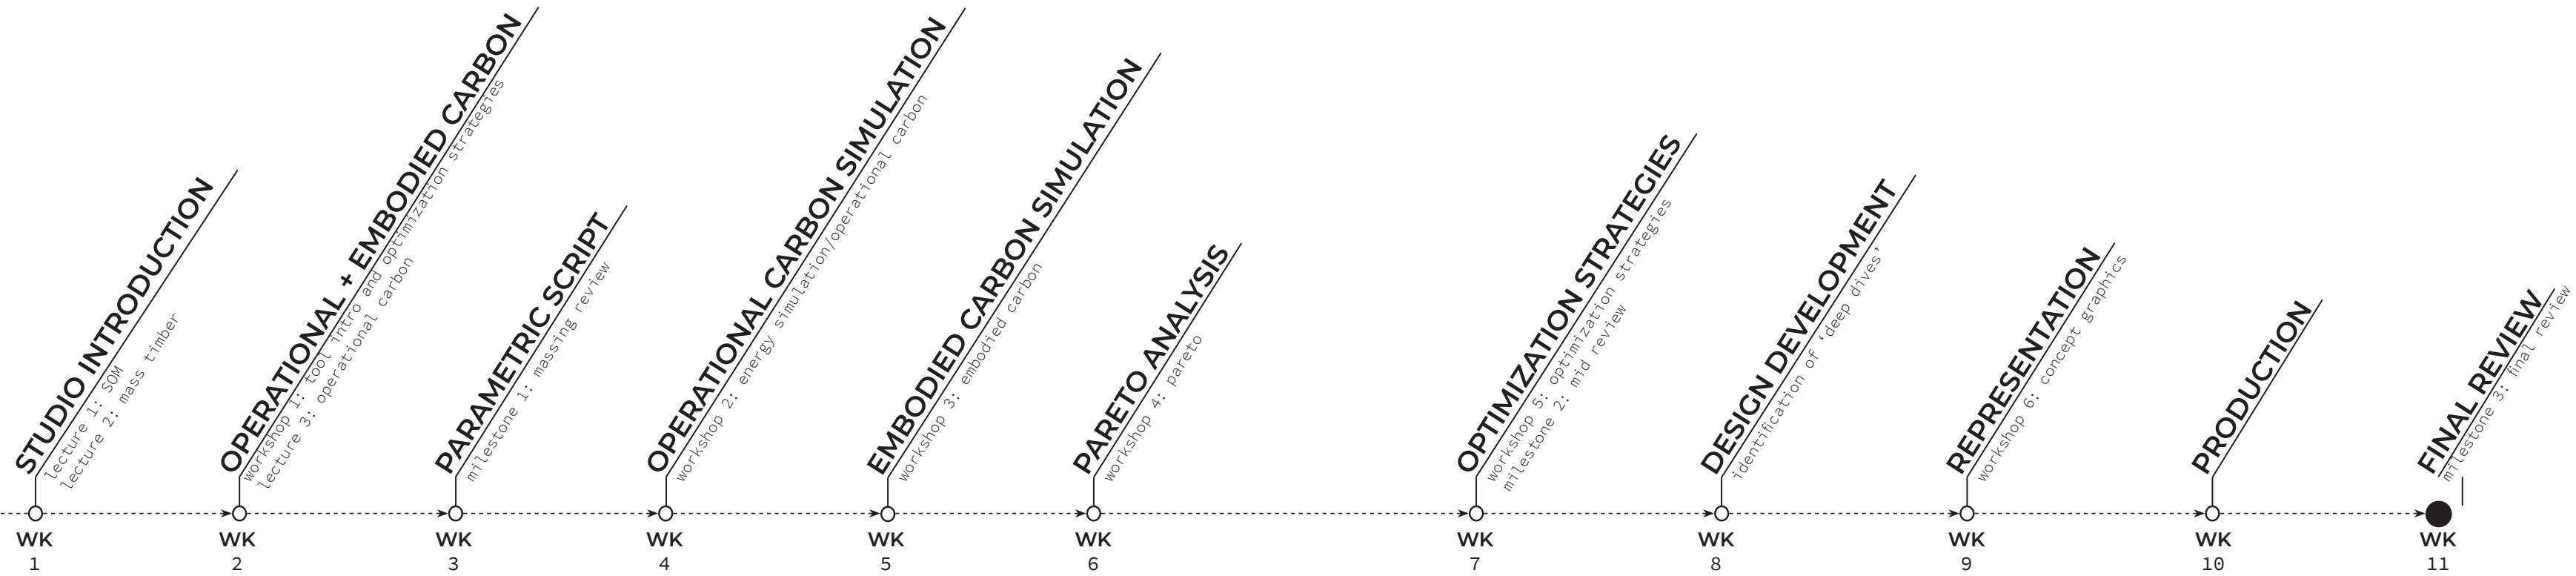 STUDIO INTRODUCTION
lecture 1: SOM
lecture 2: mass timber
WK
1
OPERATIONAL + EMBODIED CARBON
workshop 1: tool intro and optimization strategies
lecture 3: operational carbon
WK
2
PARAMETRIC SCRIPT
milestone 1: massing review
WK
3
OPERATIONAL CARBON SIMULATION
workshop 2: energy simulation/operational carbon
WK
4
EMBODIED CARBON SIMULATION
workshop 3: embodied carbon
WK
5
PARETO ANALYSIS
workshop 4: pareto
WK
6
OPTIMIZATION STRATEGIES
workshop 5: optimization strategies
milestone 2: mid review
WK
7
DESIGN DEVELOPMENT
identification of ‘deep dives’
WK
8
REPRESENTATION
workshop 6: concept graphics
WK
9
PRODUCTION
WK
10
FINAL REVIEW
milestone 3: final review
WK
11